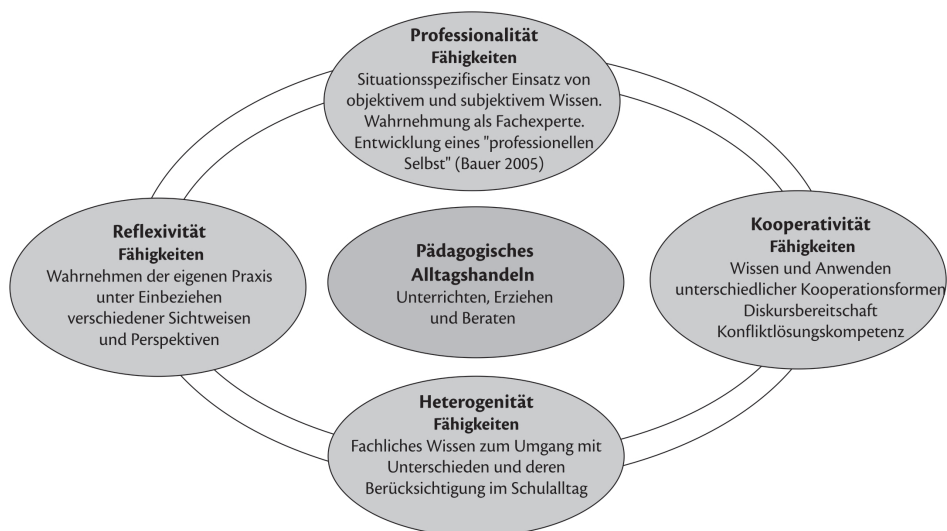 Professionalität
Fähigkeiten
Situationsspezifischer Einsatz von
objektivem und subjektivem Wissen.
Wahrnehmung als Fachexperte.
Entwicklung eines "professionellen
Selbst" (Bauer 2005)
Reflexivität
Fähigkeiten
Wahrnehmen der eigenen Praxis
unter Einbeziehen
verschiedener Sichtweisen
und Perspektiven
Pädagogisches
Alltagshandeln
Unterrichten, Erziehen
und Beraten
Kooperativität
Fähigkeiten
Wissen und Anwenden
unterschiedlicher Kooperationsformen
Diskursbereitschaft
Konfliktlösungskompetenz
Heterogenität
Fähigkeiten
Fachliches Wissen zum Umgang mit
Unterschieden und deren
Berücksichtigung im Schulalltag